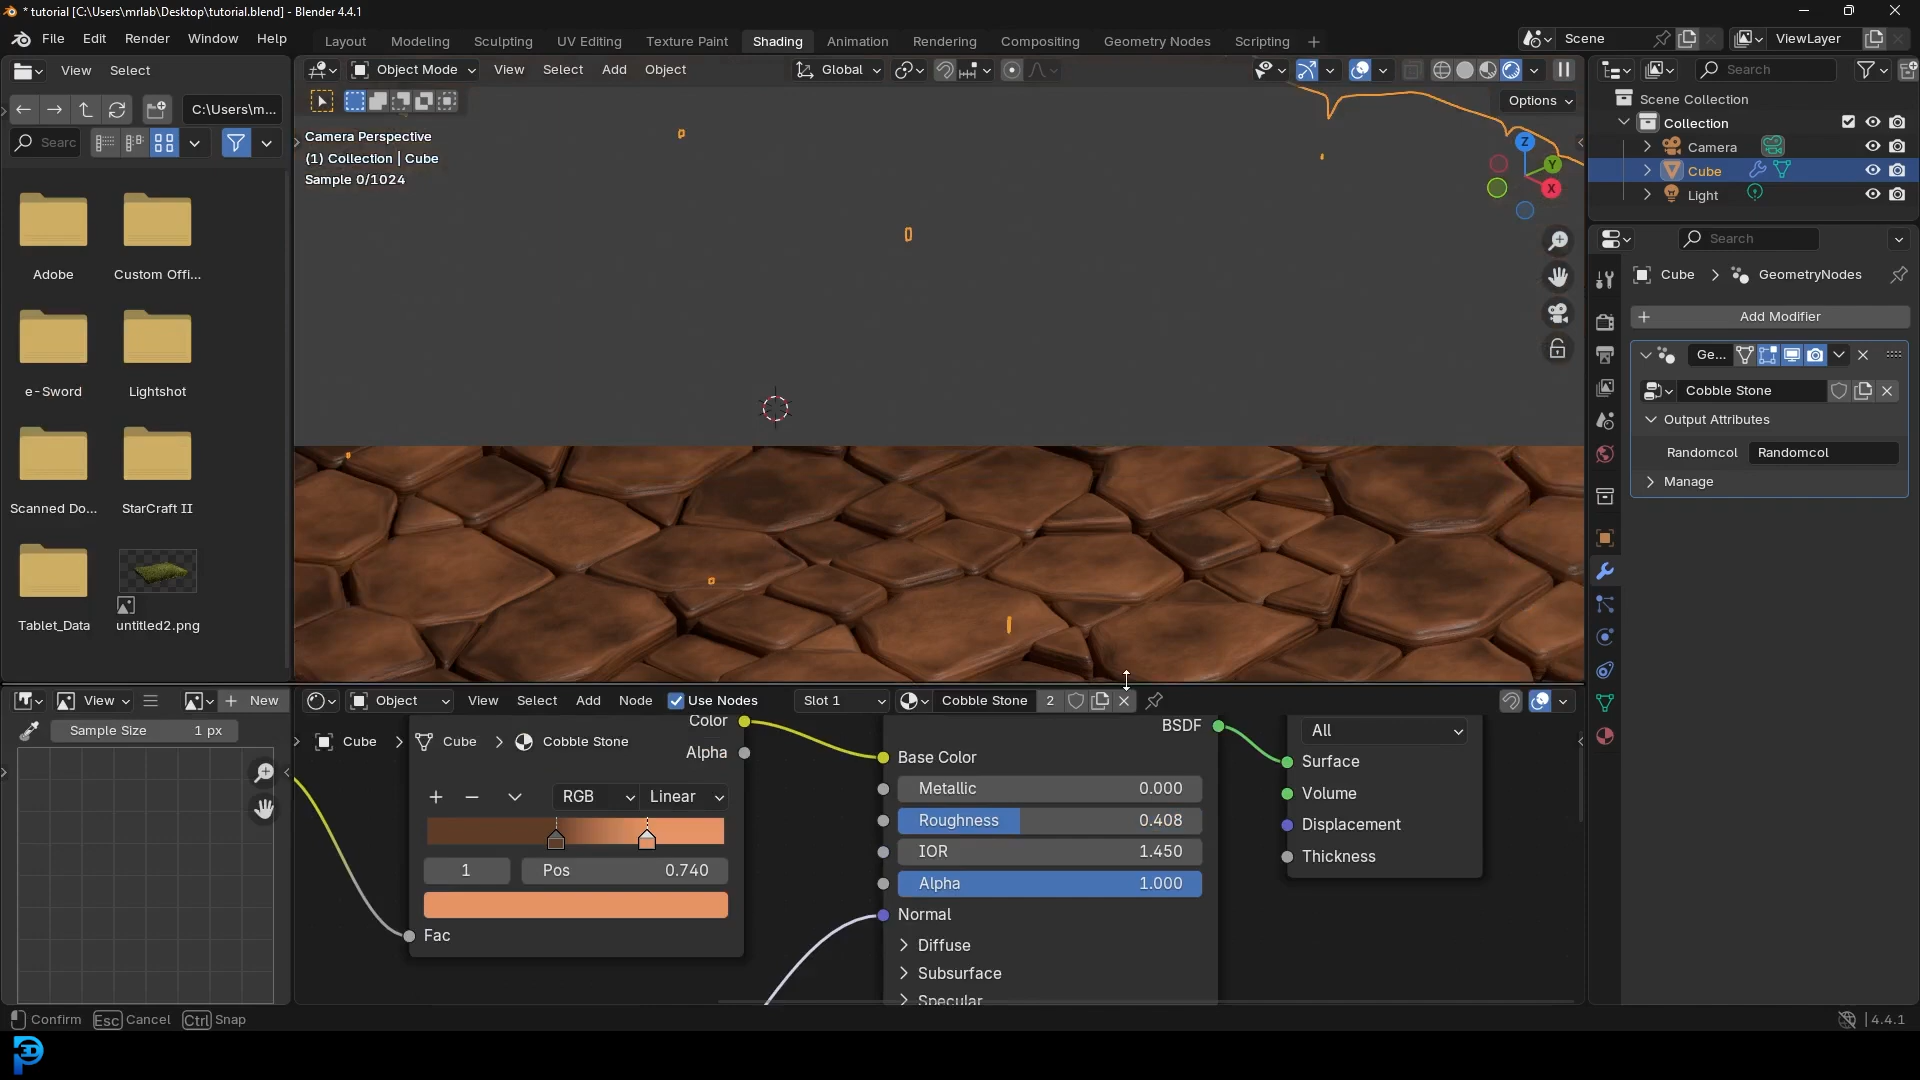 * tutorial [C:\Users\mrlab\Desktop\tutorial.blend] - Blender 4.4.1
File Edit Render Window Help
Layout Modeling Sculpting UV Editing Texture Paint Shading Animation Rendering Compositing Geometry Nodes Scripting +
Scene
ViewLayer
View Select
Object Mode View Select Add Object
Global
Search
C:\Users\m...
Searc
Options
Camera Perspective
(1) Collection | Cube
Sample 0/1024
Z
Y
X
Scene Collection
Collection
Camera
Cube
Light
Search
Cube > GeometryNodes
+ Add Modifier
Ge...
Cobble Stone
Output Attributes
Randomcol Randomcol
Manage
Adobe
Custom Offi...
e-Sword
Lightshot
Scanned Do...
StarCraft II
Tablet_Data
untitled2.png
View
+ New
Sample Size 1 px
Object View Select Add Node Use Nodes Slot 1 Cobble Stone 2
Cube > Cube > Cobble Stone
Color
Alpha
RGB Linear
1 Pos 0.740
Fac
BSDF
Base Color
Metallic 0.000
Roughness 0.408
IOR 1.450
Alpha 1.000
Normal
Diffuse
Subsurface
Specular
All
Surface
Volume
Displacement
Thickness
Confirm Esc Cancel Ctrl Snap
4.4.1